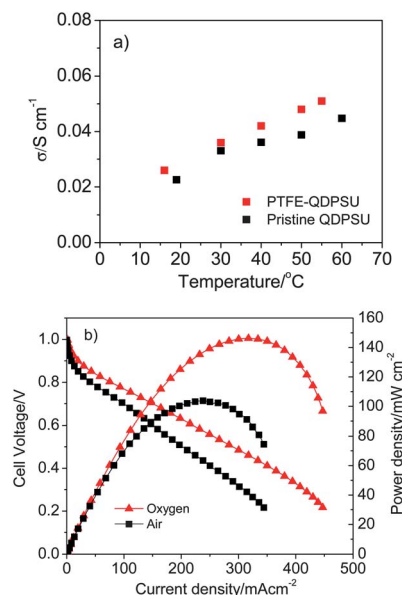 a)
0.08
0.06
0.04
0.02
0.00
σ/S cm⁻¹
PTFE-QDPSU
Pristine QDPSU
0 10 20 30 40 50 60 70
Temperature/°C
b)
1.0
0.8
0.6
0.4
0.2
0.0
Cell Voltage/V
160
140
120
100
80
60
40
20
0
Power density/mW cm⁻²
Oxygen
Air
0 100 200 300 400 500
Current density/mAcm⁻²